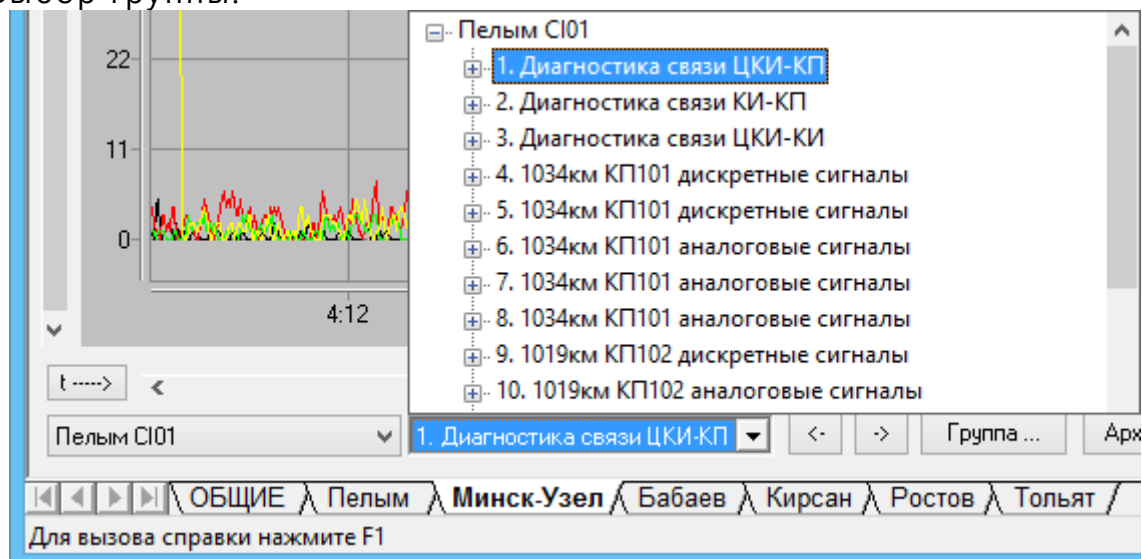 Выбор группы:
Пелым CI01
22
1. Диагностика связи ЦКИ-КП
2. Диагностика связи КИ-КП
11
3. Диагностика связи ЦКИ-КИ
4. 1034км КП101 дискретные сигналы
5. 1034км КП101 дискретные сигналы
0
6. 1034км КП101 аналоговые сигналы
7. 1034км КП101 аналоговые сигналы
4:12
8. 1034км КП101 аналоговые сигналы
9. 1019км КП102 дискретные сигналы
t ----->
10. 1019км КП102 аналоговые сигналы
Пелым CI01 1. Диагностика связи ЦКИ-КП <- -> Группа ... Арх
ОБЩИЕ Пелым Минск-Узел Бабаев Кирсан Ростов Тольят
Для вызова справки нажмите F1